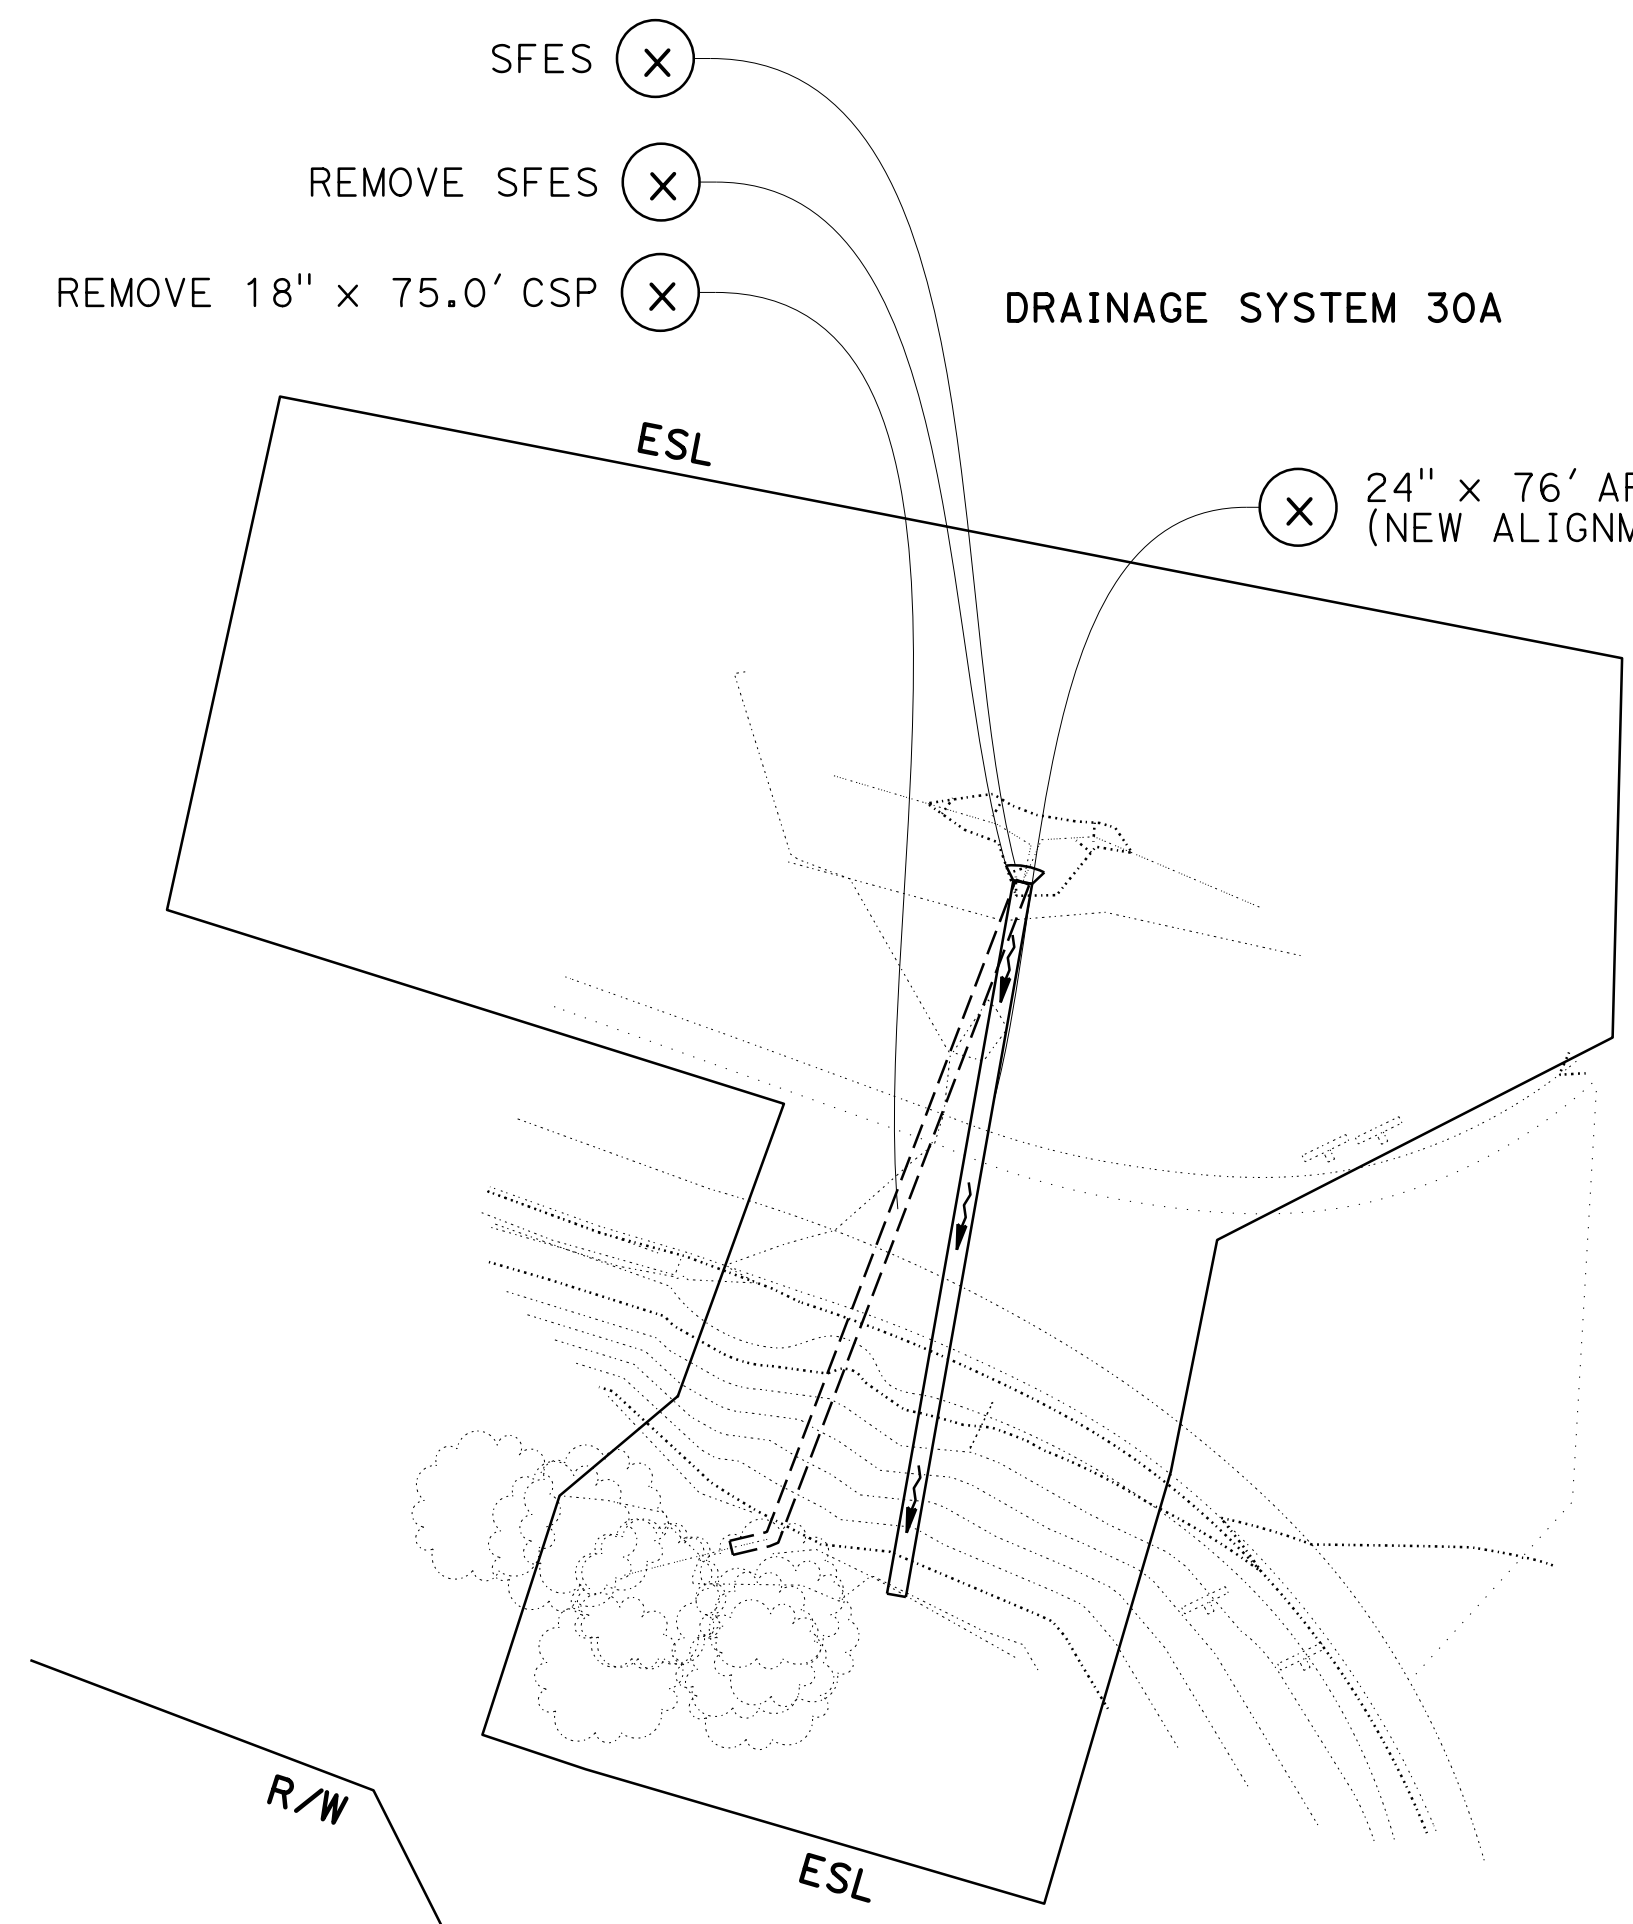 SFES X
REMOVE SFES X
REMOVE 18" x 75.0' CSP X
DRAINAGE SYSTEM 30A
ESL
X 24" x 76'
(NEW
R/W
ESL